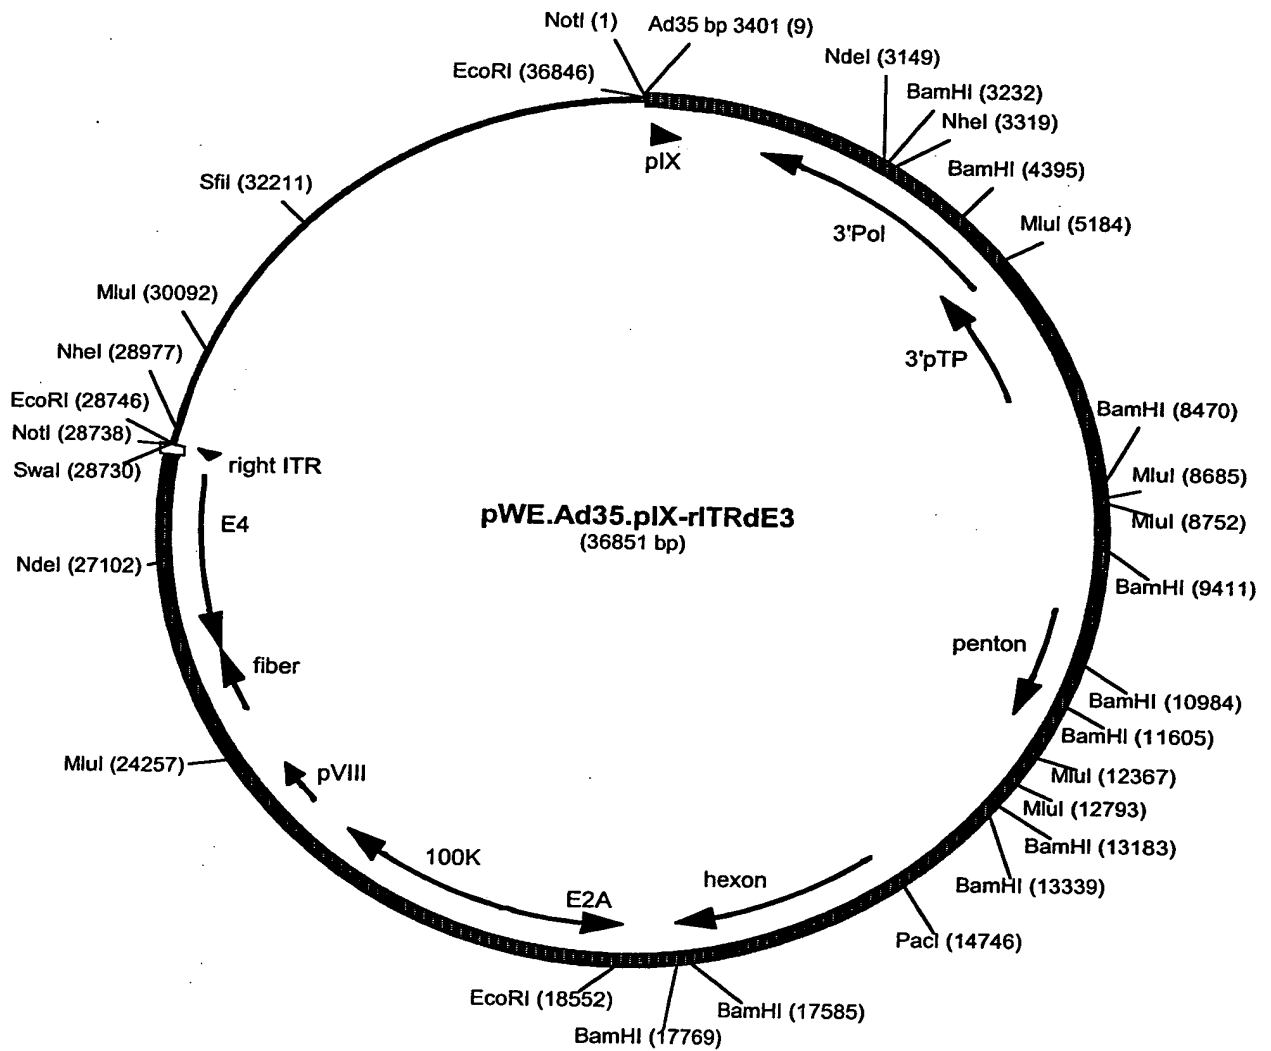 NotI (1)
Ad35 bp 3401 (9)
EcoRI (36846)
NdeI (3149)
BamHI (3232)
NheI (3319)
pIX
BamHI (4395)
SfiI (32211)
MluI (5184)
3'Pol
MluI (30092)
NheI (28977)
3'pTP
EcoRI (28746)
BamHI (8470)
NotI (28738)
SwaI (28730)
right ITR
MluI (8685)
pWE.Ad35.pIX-rITRdE3
E4
MluI (8752)
(36851 bp)
NdeI (27102)
BamHI (9411)
penton
fiber
BamHI (10984)
BamHI (11605)
MluI (24257)
pVIII
MluI (12367)
MluI (12793)
BamHI (13183)
100K
hexon
BamHI (13339)
E2A
PacI (14746)
EcoRI (18552)
BamHI (17585)
BamHI (17769)